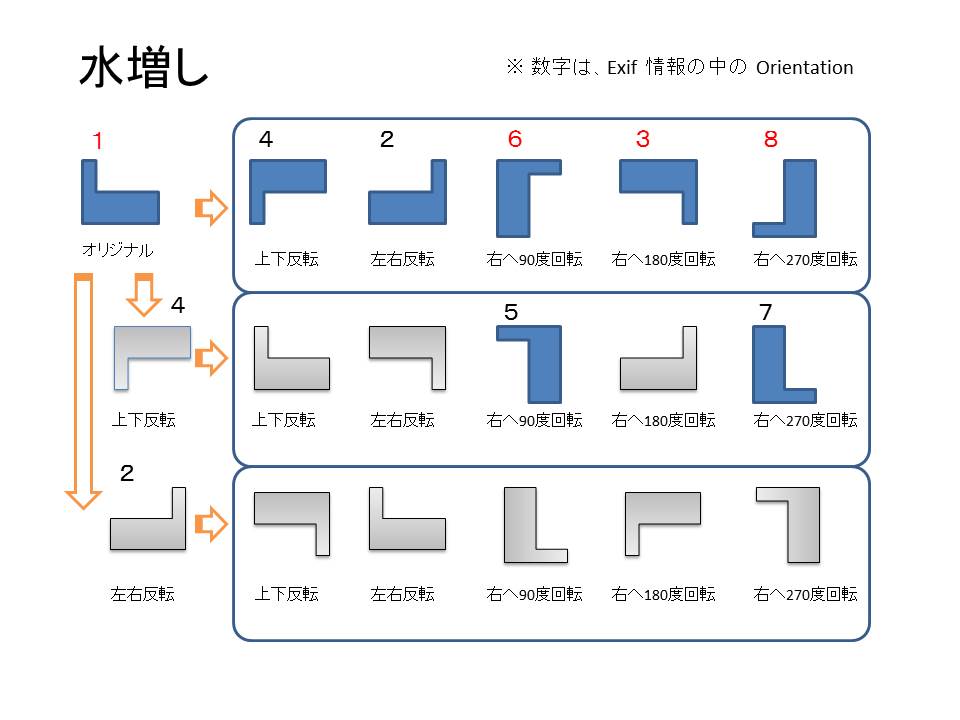 水増し
※ 数字は、Exif 情報の中の Orientation
1
4
2
6
3
8
オリジナル
上下反転
左右反転
右へ90度回転
右へ180度回転
右へ270度回転
4
5
7
上下反転
上下反転
左右反転
右へ90度回転
右へ180度回転
右へ270度回転
2
左右反転
上下反転
左右反転
右へ90度回転
右へ180度回転
右へ270度回転